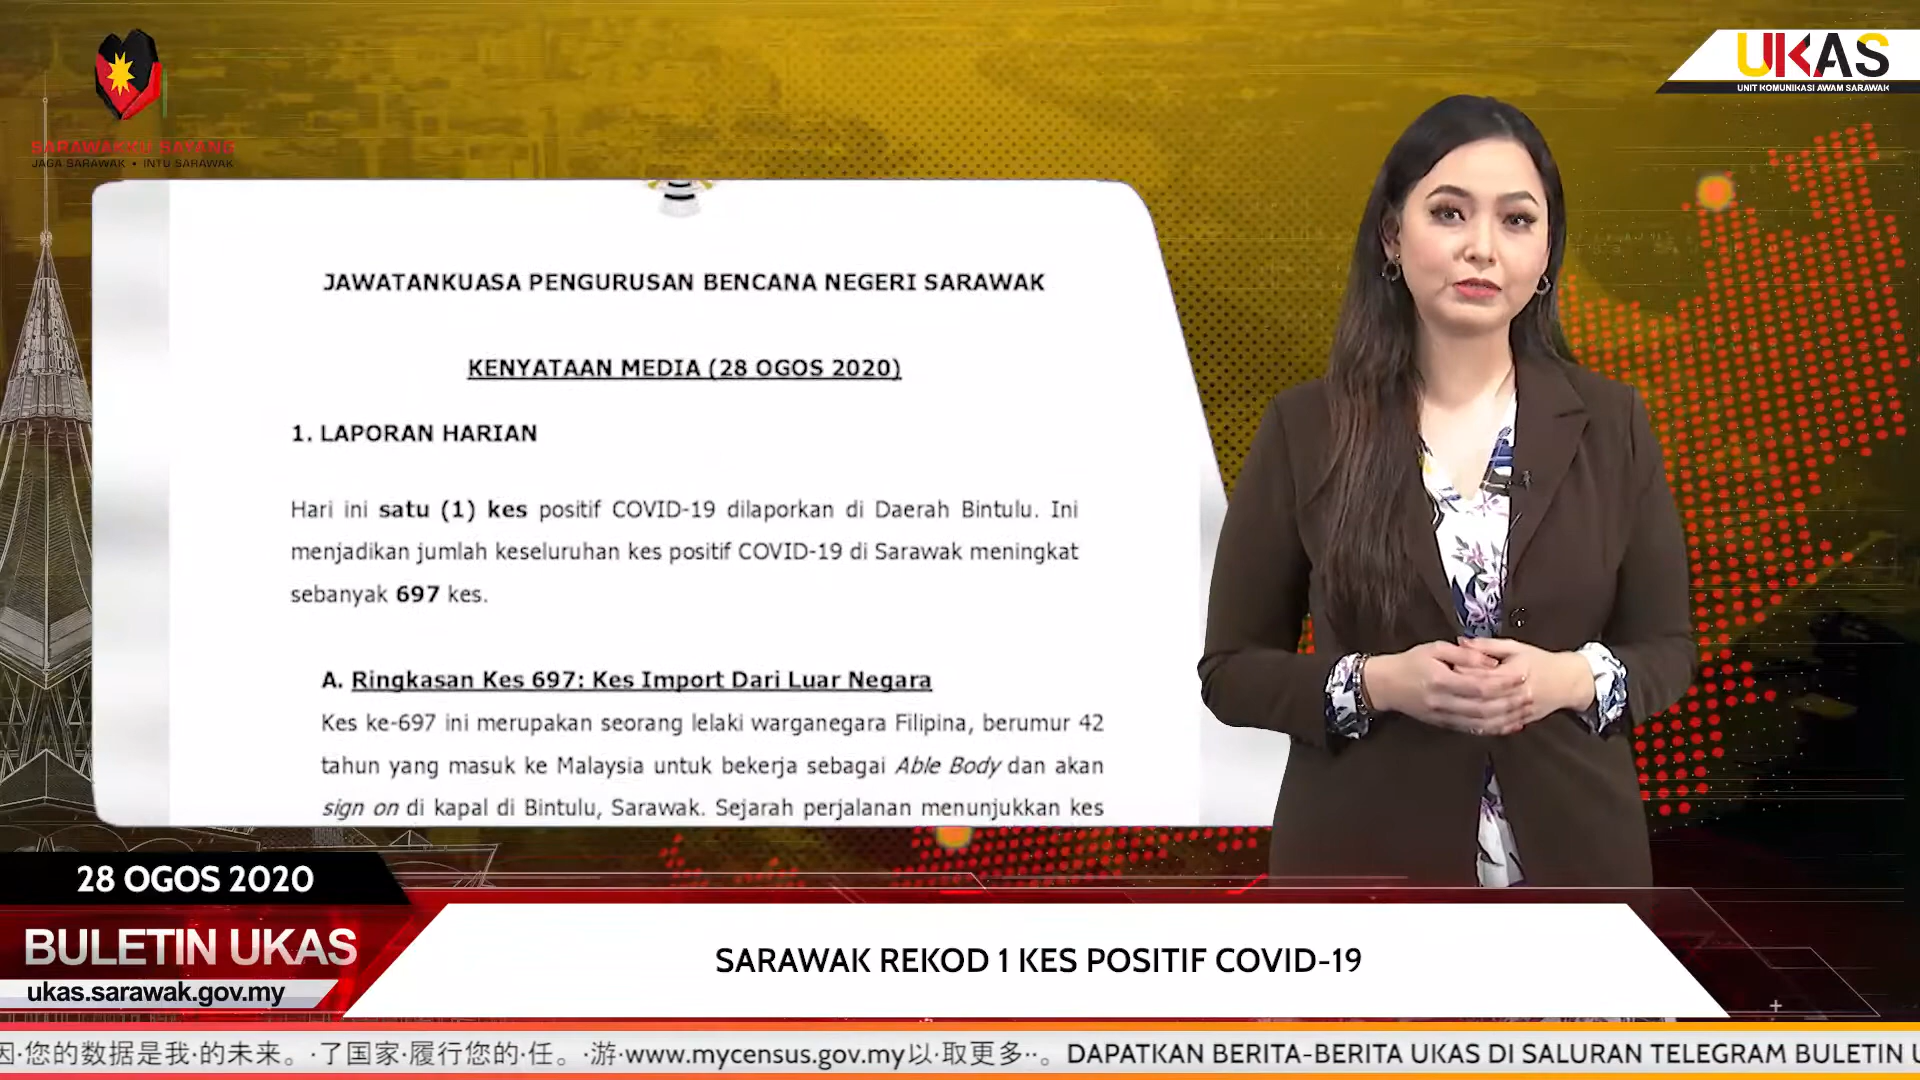 SARAWAKKU SAYANG
JAGA SARAWAK • INTU SARAWAK
UKAS
UNIT KOMUNIKASI AWAM SARAWAK
JAWATANKUASA PENGURUSAN BENCANA NEGERI SARAWAK
KENYATAAN MEDIA (28 OGOS 2020)
1. LAPORAN HARIAN
Hari ini satu (1) kes positif COVID-19 dilaporkan di Daerah Bintulu. Ini
menjadikan jumlah keseluruhan kes positif COVID-19 di Sarawak meningkat
sebanyak 697 kes.
A. Ringkasan Kes 697: Kes Import Dari Luar Negara
Kes ke-697 ini merupakan seorang lelaki warganegara Filipina, berumur 42
tahun yang masuk ke Malaysia untuk bekerja sebagai Able Body dan akan
sign on di kapal di Bintulu, Sarawak. Sejarah perjalanan menunjukkan kes
28 OGOS 2020
BULETIN UKAS
ukas.sarawak.gov.my
SARAWAK REKOD 1 KES POSITIF COVID-19
因·您的数据是我·的未来。·了国家·履行您的·任。·游·www.mycensus.gov.my以·取更多··。 DAPATKAN BERITA-BERITA UKAS DI SALURAN TELEGRAM BULETIN